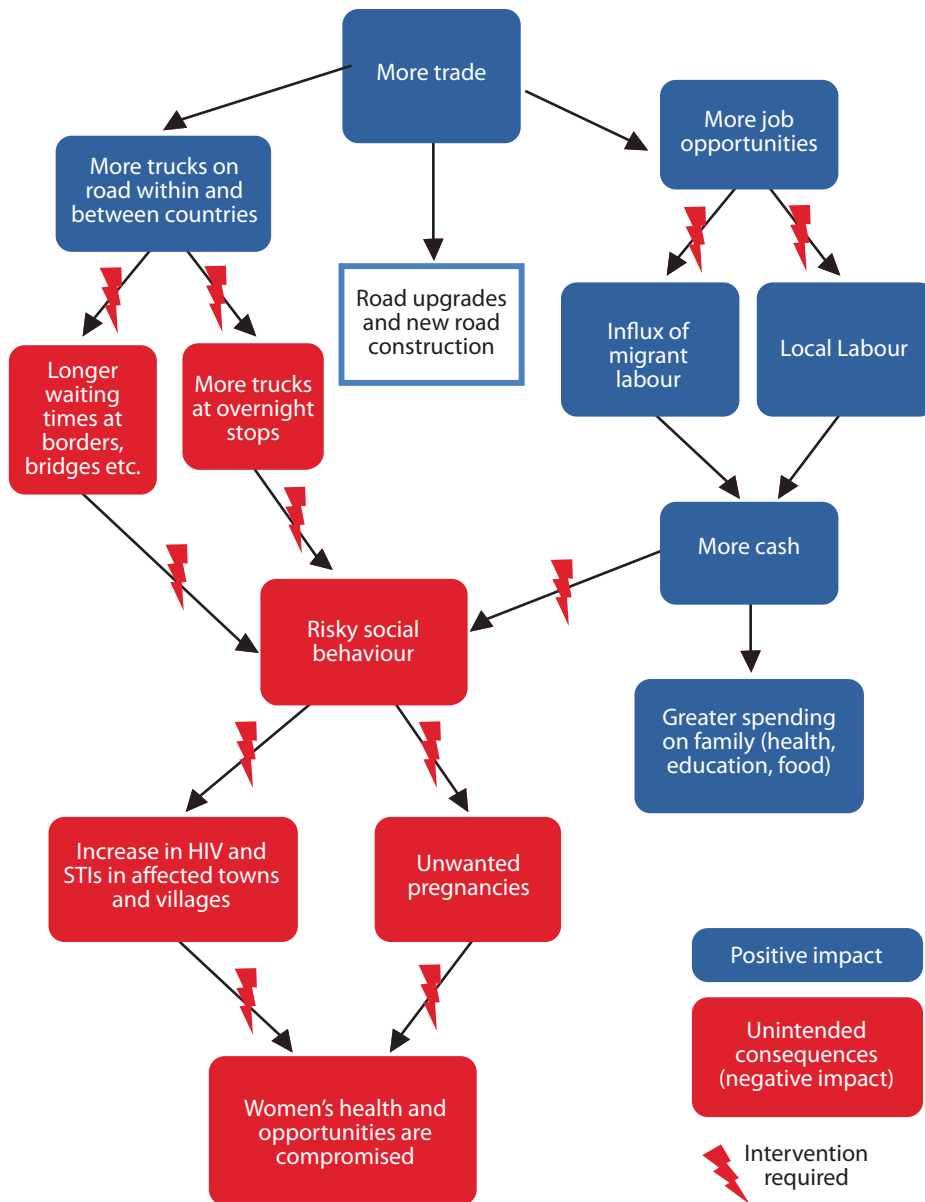 More trade
More job
opportunities
More trucks on
road within and
between countries
Road upgrades
and new road
construction
Influx of
migrant
labour
Local Labour
Longer
waiting
times at
borders,
bridges etc.
More trucks
at overnight
stops
More cash
Risky social
behaviour
Greater spending
on family (health,
education, food)
Increase in HIV and
STIs in affected towns
and villages
Unwanted
pregnancies
Women’s health and
opportunities are
compromised
Positive impact
Unintended
consequences
(negative impact)
Intervention
required